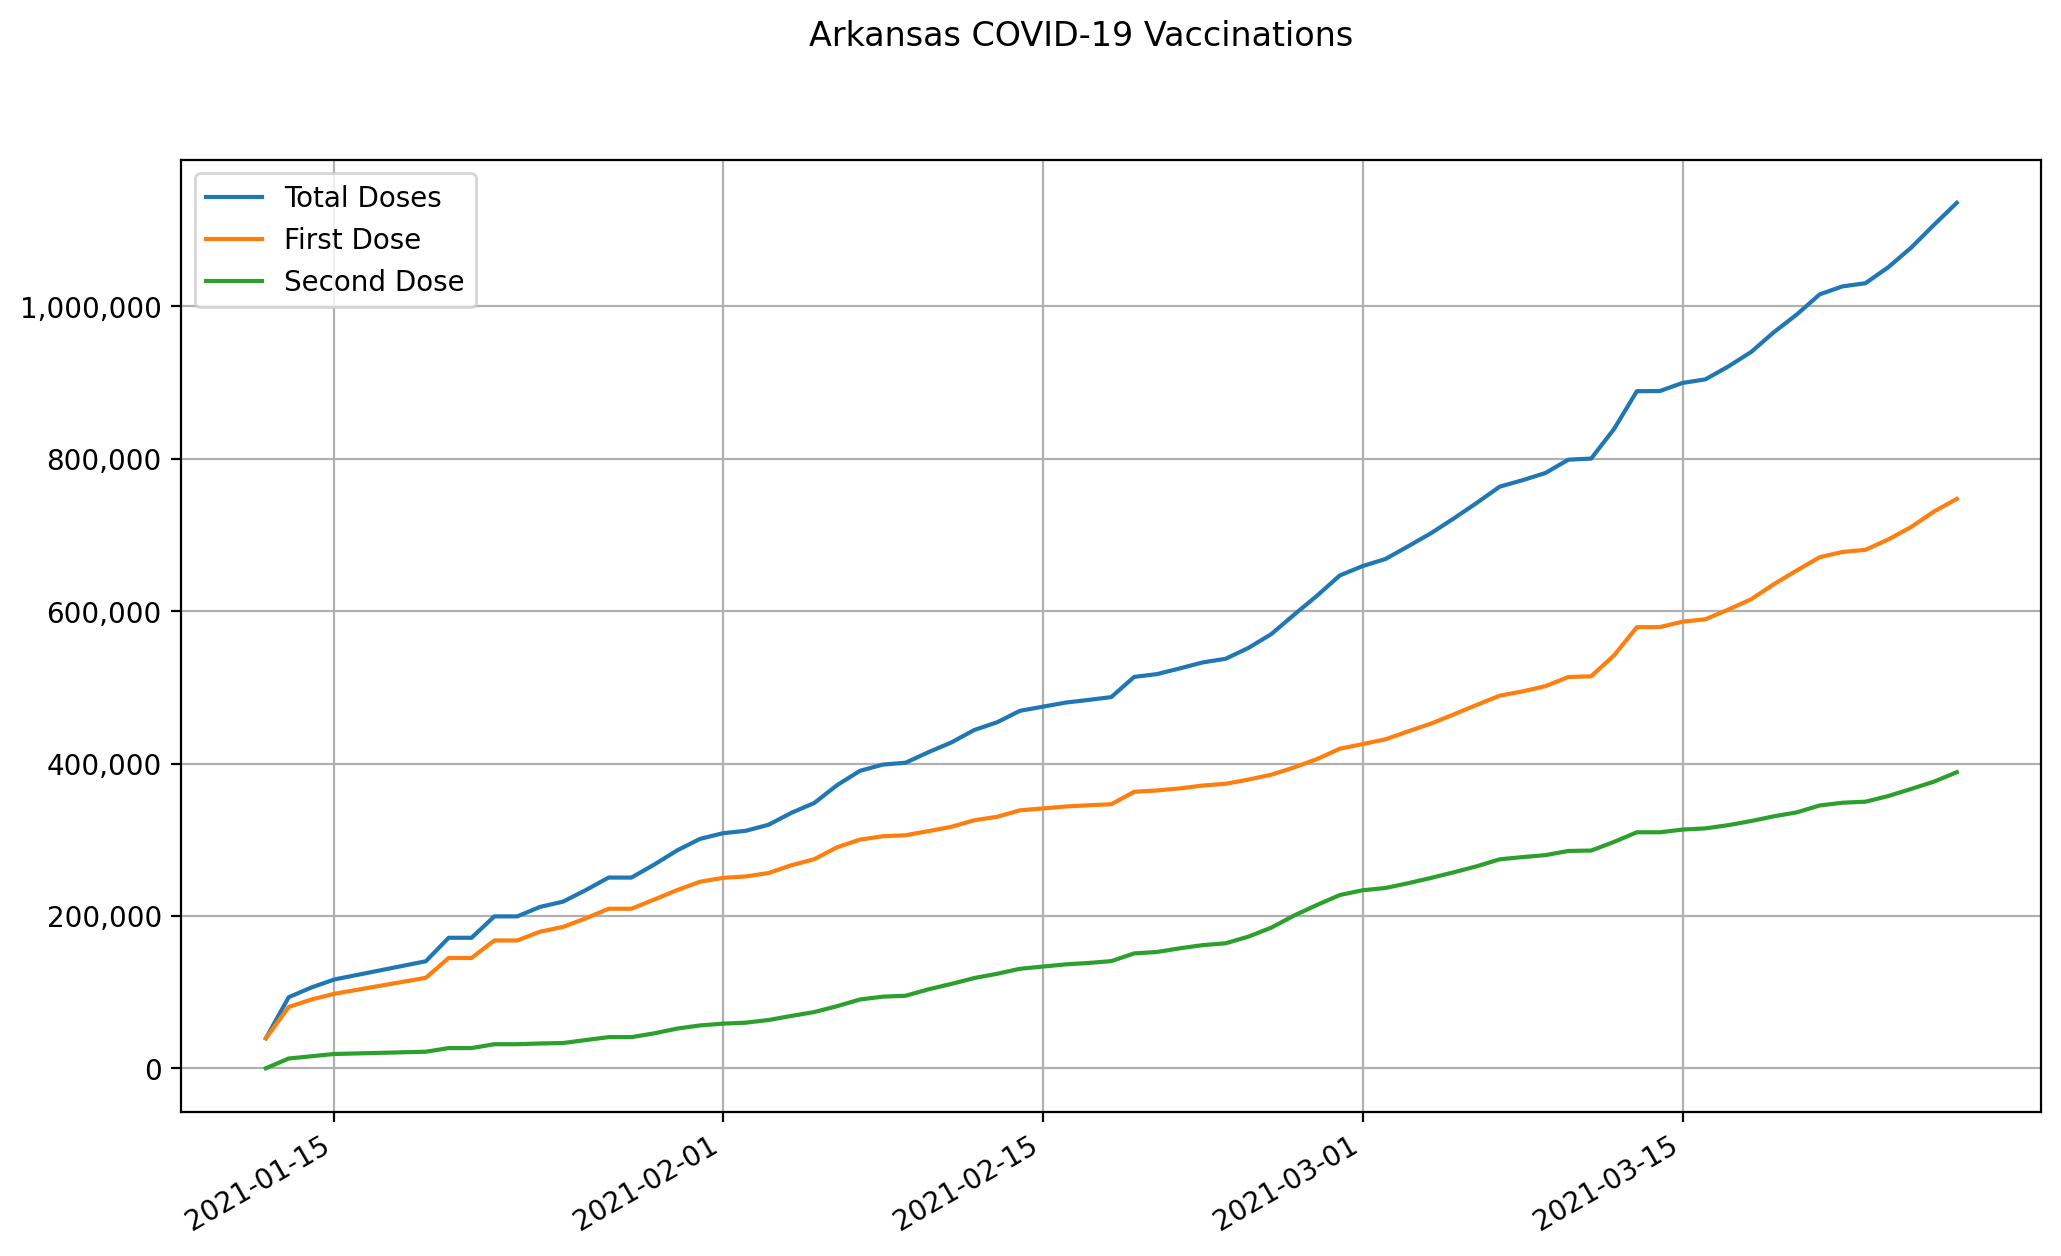 Arkansas COVID-19 Vaccinations
Total Doses
First Dose
Second Dose
1,000,000
800,000
600,000
400,000
200,000
0
2021-01-15
2021-02-01
2021-02-15
2021-03-01
2021-03-15